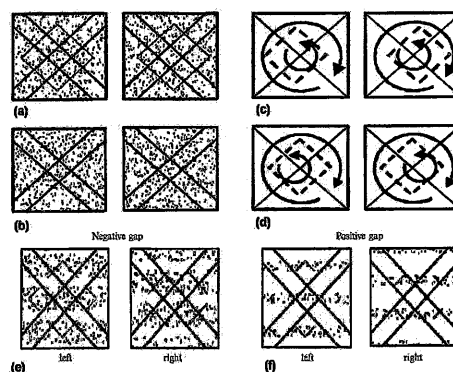 (a)
(c)
(b)
(d)
Negative gap
Positive gap
(e)
left
right
(f)
left
right